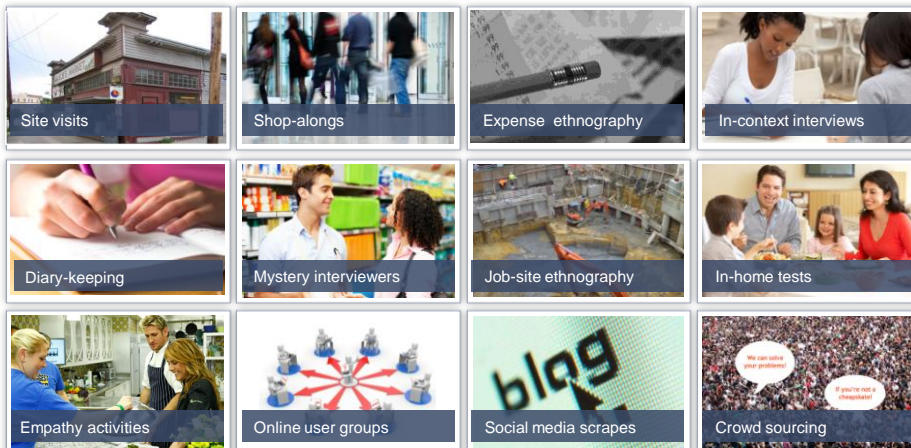 Site visits
Shop-alongs
Expense ethnography
In-context interviews
Diary-keeping
Mystery interviewers
Job-site ethnography
In-home tests
blog
Empathy activities
Online user groups
Social media scrapes
We can solve
your problems!
If you're not a
cheapskate!
Crowd sourcing